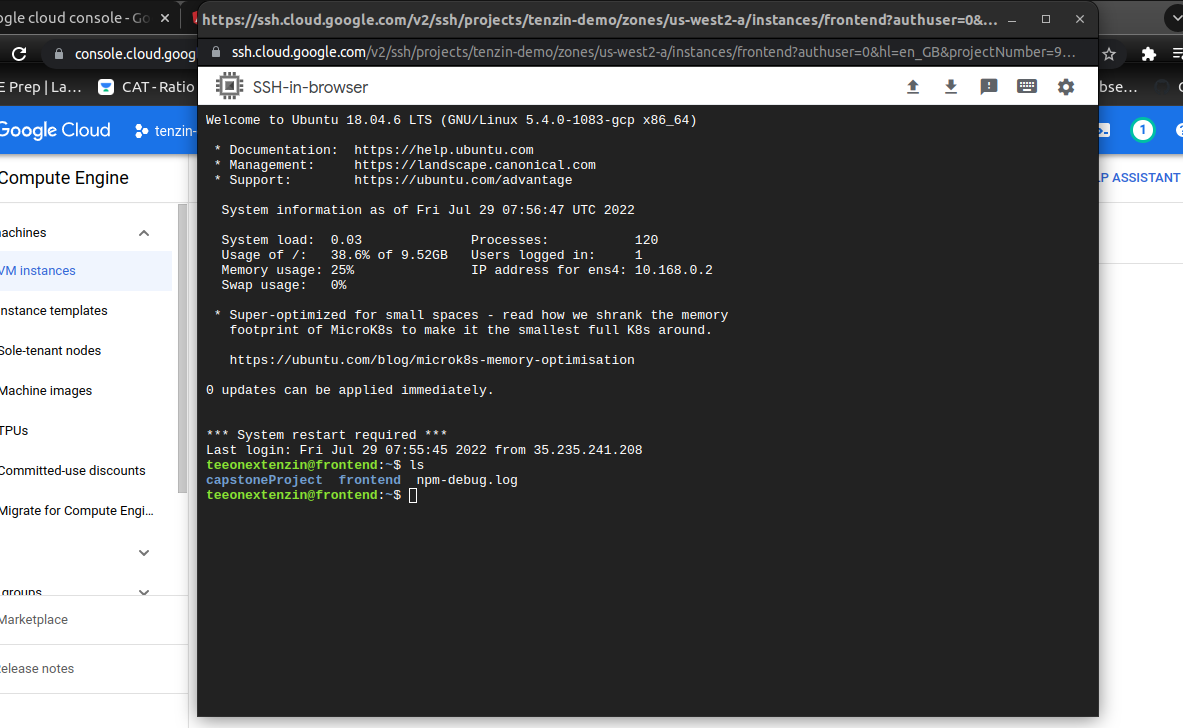 ogle cloud console - Go
https://ssh.cloud.google.com/v2/ssh/projects/tenzin-demo/zones/us-west2-a/instances/frontend?authuser=0&...
console.cloud.goog
ssh.cloud.google.com/v2/ssh/projects/tenzin-demo/zones/us-west2-a/instances/frontend?authuser=0&hl=en_GB&projectNumber=9...
E Prep | La...
CAT - Ratio
bse...
SSH-in-browser
Google Cloud
tenzin-
1
Compute Engine
LP ASSISTANT
achines
VM instances
nstance templates
Sole-tenant nodes
Machine images
TPUs
Committed-use discounts
Migrate for Compute Engi...
groups
Marketplace
elease notes
Welcome to Ubuntu 18.04.6 LTS (GNU/Linux 5.4.0-1083-gcp x86_64)
* Documentation:  https://help.ubuntu.com
* Management:     https://landscape.canonical.com
* Support:        https://ubuntu.com/advantage
System information as of Fri Jul 29 07:56:47 UTC 2022
System load:  0.03              Processes:           120
Usage of /:   38.6% of 9.52GB   Users logged in:     1
Memory usage: 25%               IP address for ens4: 10.168.0.2
Swap usage:   0%
* Super-optimized for small spaces - read how we shrank the memory
footprint of MicroK8s to make it the smallest full K8s around.
https://ubuntu.com/blog/microk8s-memory-optimisation
0 updates can be applied immediately.
*** System restart required ***
Last login: Fri Jul 29 07:55:45 2022 from 35.235.241.208
teeonextenzin@frontend:~$ ls
capstoneProject  frontend  npm-debug.log
teeonextenzin@frontend:~$